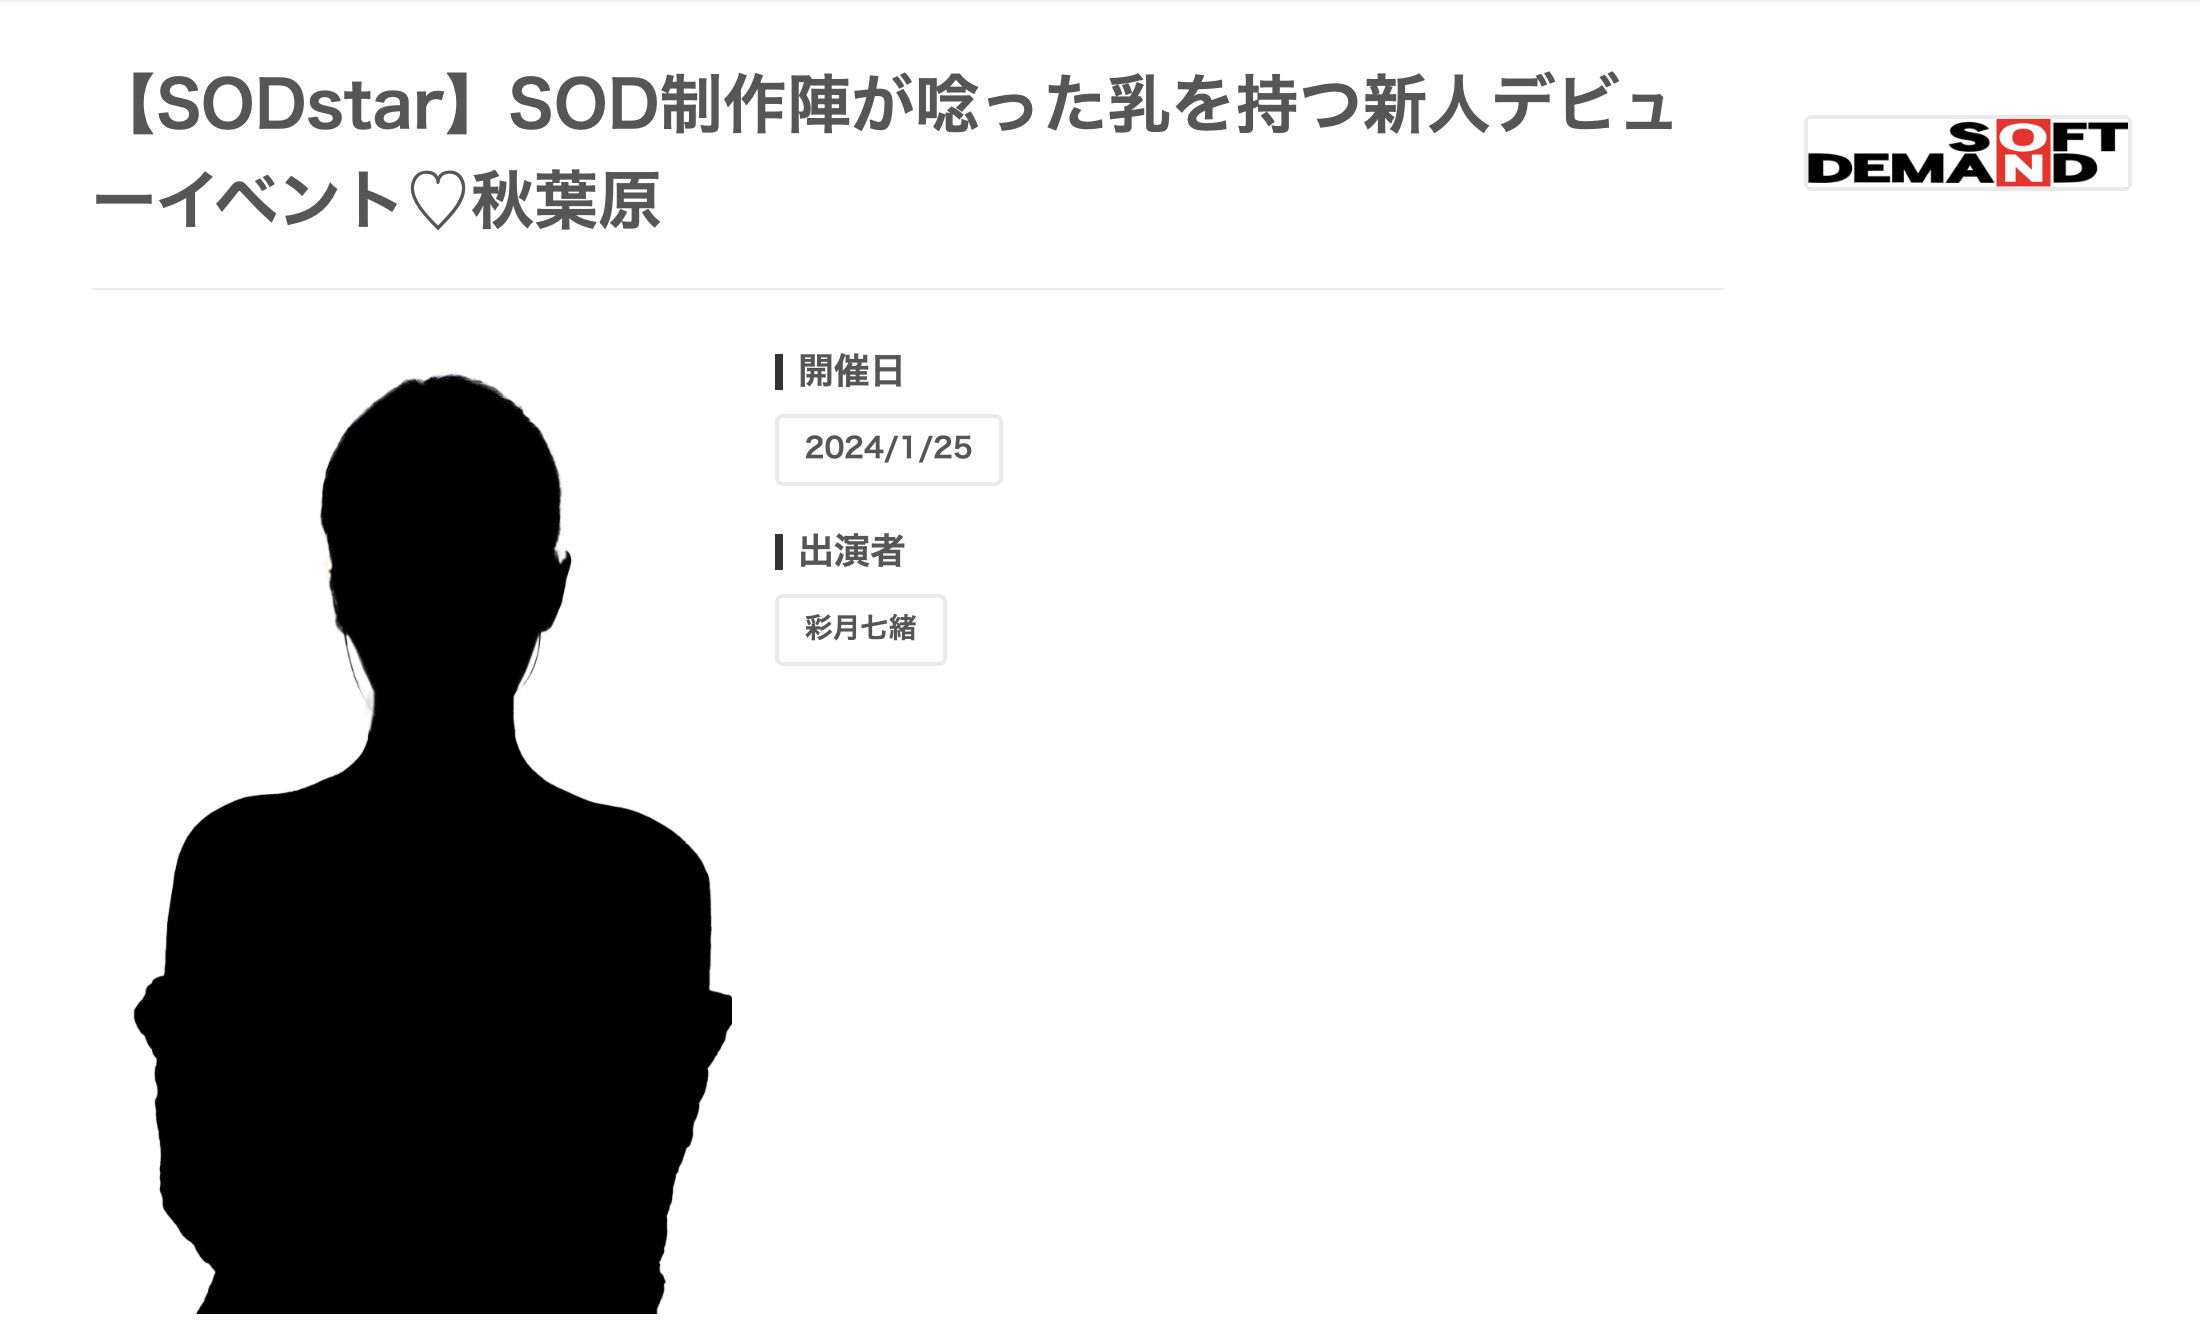 【SODstar】SOD制作陣が唸った乳を持つ新人デビュ
ーイベント♡秋葉原
SOFT
ON
DEMAND
開催日
2024/1/25
出演者
彩月七緒